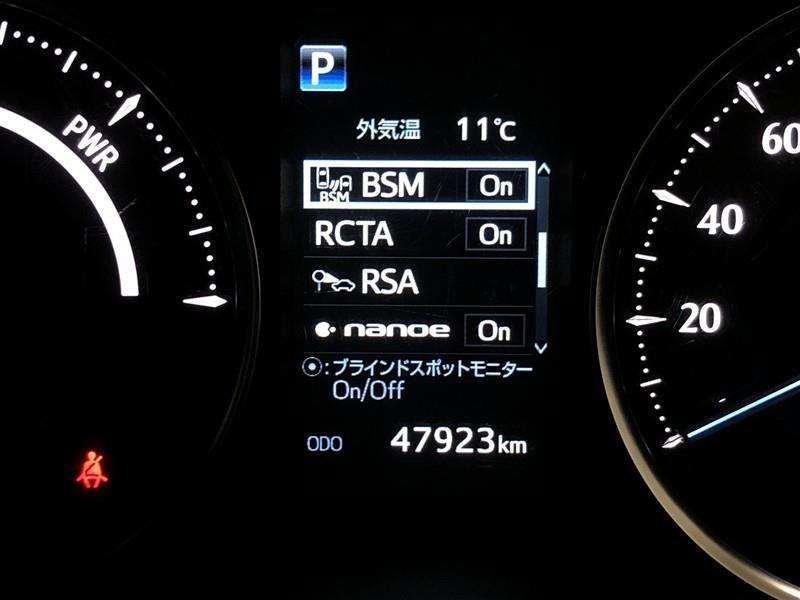 P
外気温 11℃
BSM BSM On
RCTA On
RSA
nanoe On
:ブラインドスポットモニター
On/Off
ODO 47923km
PWR
60
40
20